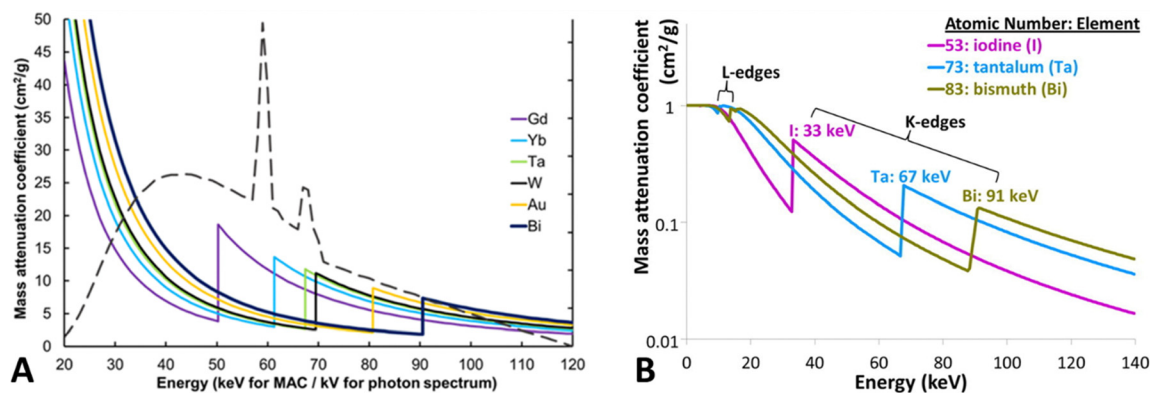 50
45
40
35
30
25
20
15
10
5
0
Mass attenuation coefficient (cm²/g)
Gd
Yb
Ta
W
Au
Bi
20 30 40 50 60 70 80 90 100 110 120
Energy (keV for MAC / kV for photon spectrum)
A
Mass attenuation coefficient
(cm²/g)
Atomic Number: Element
53: iodine (I)
73: tantalum (Ta)
83: bismuth (Bi)
L-edges
K-edges
I: 33 keV
Ta: 67 keV
Bi: 91 keV
1
0.1
0.01
0 20 40 60 80 100 120 140
Energy (keV)
B